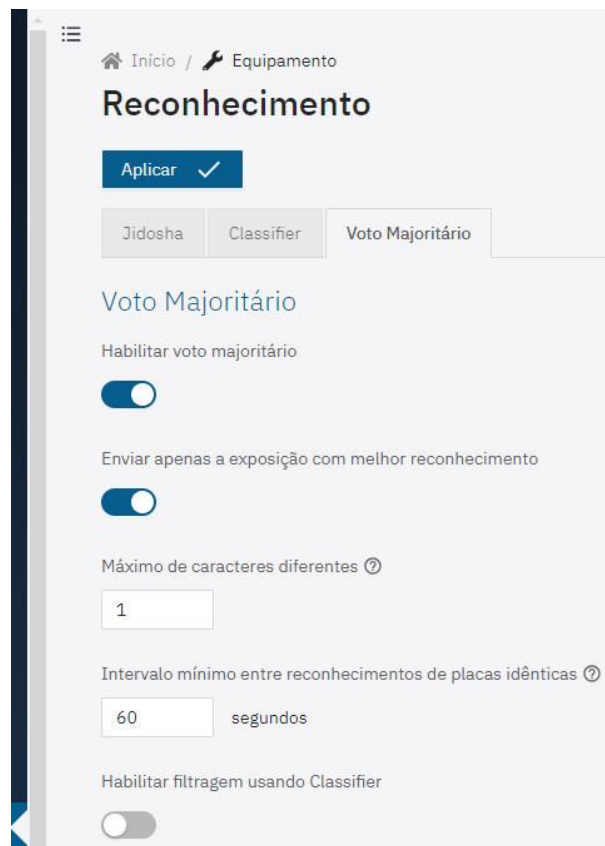 Início / Equipamento
Reconhecimento
Aplicar
Jidosha Classifier Voto Majoritário
Voto Majoritário
Habilitar voto majoritário
Enviar apenas a exposição com melhor reconhecimento
Máximo de caracteres diferentes
1
Intervalo mínimo entre reconhecimentos de placas idênticas
60 segundos
Habilitar filtragem usando Classifier